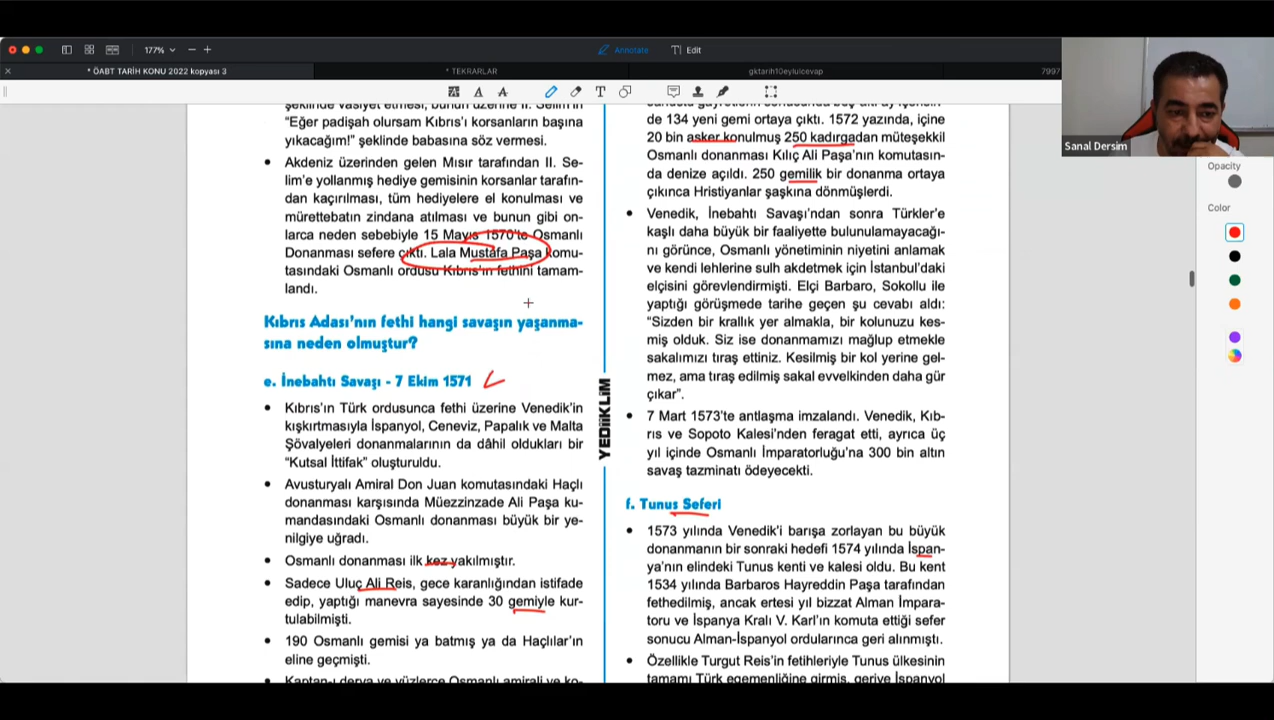 177%
Annotate
Edit
* ÖABT TARİH KONU 2022 kopyası 3
* TEKRARLAR
gktarih10eylulcevap
7997
Sanal Dersim
Opacity
Color
şeklinde vasiyet etmesi, bunun üzerine II. Selim'in
"Eğer padişah olursam Kıbrıs'ı korsanların başına
yıkacağım!" şeklinde babasına söz vermesi.
• Akdeniz üzerinden gelen Mısır tarafından II. Se-
lim'e yollanmış hediye gemisinin korsanlar tarafın-
dan kaçırılması, tüm hediyelere el konulması ve
mürettebatın zindana atılması ve bunun gibi on-
larca neden sebebiyle 15 Mayıs 1570'te Osmanlı
Donanması sefere çıktı. Lala Mustafa Paşa komu-
tasındaki Osmanlı ordusu Kıbrıs'ın fethini tamam-
landı.
Kıbrıs Adası'nın fethi hangi savaşın yaşanma-
sına neden olmuştur?
e. İnebahtı Savaşı - 7 Ekim 1571
• Kıbrıs'ın Türk ordusunca fethi üzerine Venedik'in
kışkırtmasıyla İspanyol, Ceneviz, Papalık ve Malta
Şövalyeleri donanmalarının da dâhil oldukları bir
"Kutsal İttifak" oluşturuldu.
• Avusturyalı Amiral Don Juan komutasındaki Haçlı
donanması karşısında Müezzinzade Ali Paşa ku-
mandasındaki Osmanlı donanması büyük bir ye-
nilgiye uğradı.
• Osmanlı donanması ilk kez yakılmıştır.
• Sadece Uluç Ali Reis, gece karanlığından istifade
edip, yaptığı manevra sayesinde 30 gemiyle kur-
tulabilmişti.
• 190 Osmanlı gemisi ya batmış ya da Haçlılar'ın
eline geçmişti.
• Kaptan-ı derya ve yüzlerce Osmanlı amirali ve ko-
YEDİİKLİM
de 134 yeni gemi ortaya çıktı. 1572 yazında, içine
20 bin asker konulmuş 250 kadırgadan müteşekkil
Osmanlı donanması Kılıç Ali Paşa'nın komutasın-
da denize açıldı. 250 gemilik bir donanma ortaya
çıkınca Hristiyanlar şaşkına dönmüşlerdi.
• Venedik, İnebahtı Savaşı'ndan sonra Türkler'e
kaşlı daha büyük bir faaliyette bulunulamayacağı-
nı görünce, Osmanlı yönetiminin niyetini anlamak
ve kendi lehlerine sulh akdetmek için İstanbul'daki
elçisini görevlendirmişti. Elçi Barbaro, Sokollu ile
yaptığı görüşmede tarihe geçen şu cevabı aldı:
"Sizden bir krallık yer almakla, bir kolunuzu kes-
miş olduk. Siz ise donanmamızı mağlup etmekle
sakalımızı tıraş ettiniz. Kesilmiş bir kol yerine gel-
mez, ama tıraş edilmiş sakal evvelkinden daha gür
çıkar".
• 7 Mart 1573'te antlaşma imzalandı. Venedik, Kıb-
rıs ve Sopoto Kalesi'nden feragat etti, ayrıca üç
yıl içinde Osmanlı İmparatorluğu'na 300 bin altın
savaş tazminatı ödeyecekti.
f. Tunus Seferi
• 1573 yılında Venedik'i barışa zorlayan bu büyük
donanmanın bir sonraki hedefi 1574 yılında İspan-
ya'nın elindeki Tunus kenti ve kalesi oldu. Bu kent
1534 yılında Barbaros Hayreddin Paşa tarafından
fethedilmiş, ancak ertesi yıl bizzat Alman İmpara-
toru ve İspanya Kralı V. Karl'ın komuta ettiği sefer
sonucu Alman-İspanyol ordularınca geri alınmıştı.
• Özellikle Turgut Reis'in fetihleriyle Tunus ülkesinin
tamamı Türk egemenliğine girmiş, geriye İspanyol